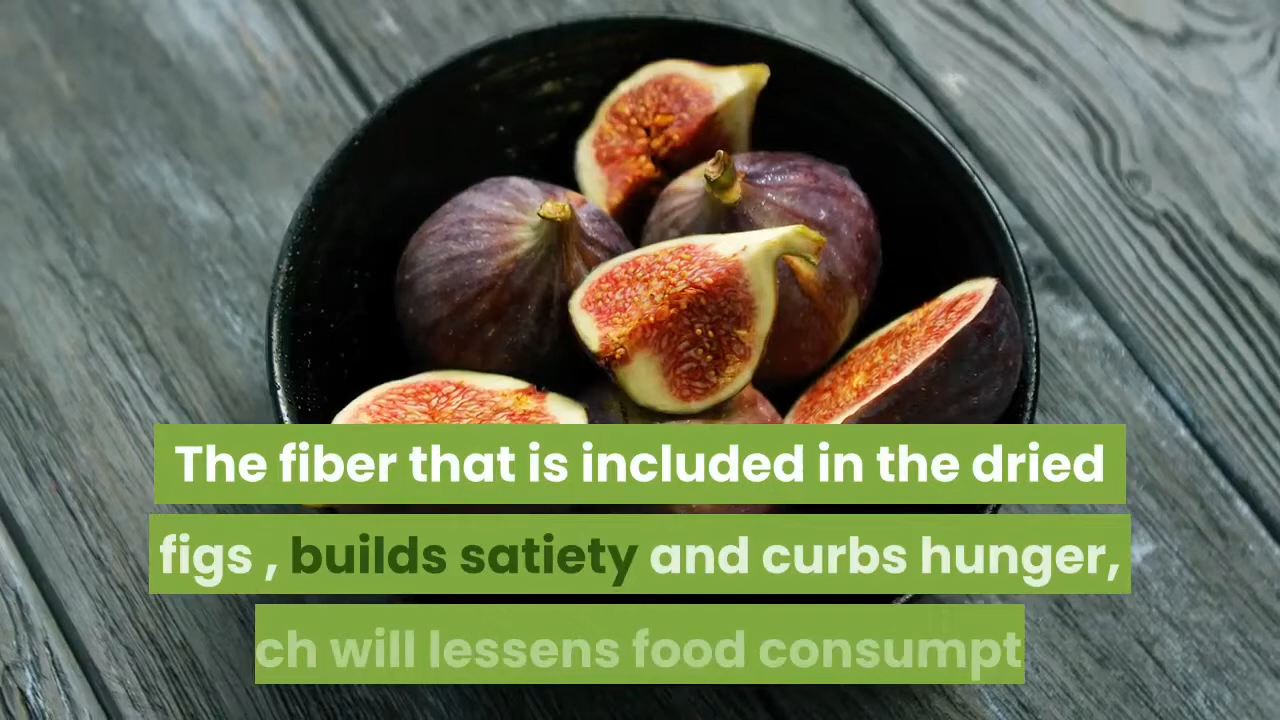 The fiber that is included in the dried
figs , builds satiety and curbs hunger,
ch will lessens food consumpt